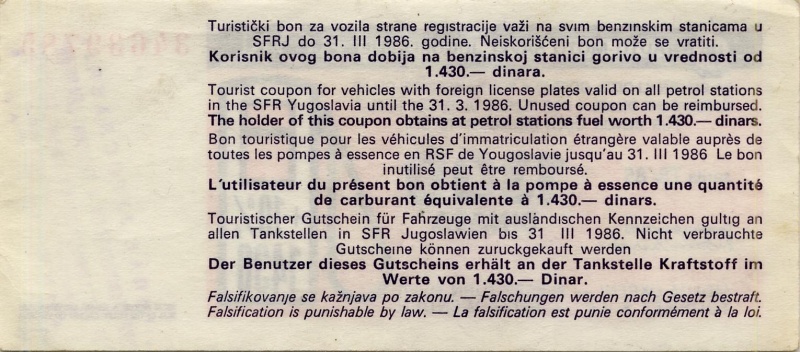 Turistički bon za vozila strane registracije važi na svim benzinskim stanicama u
SFRJ do 31. III 1986. godine. Neiskorišćeni bon može se vratiti.
Korisnik ovog bona dobija na benzinskoj stanici gorivo u vrednosti od
1.430.— dinara.
Tourist coupon for vehicles with foreign license plates valid on all petrol stations
in the SFR Yugoslavia until the 31. 3. 1986. Unused coupon can be reimbursed.
The holder of this coupon obtains at petrol stations fuel worth 1.430.— dinars.
Bon touristique pour les véhicules d'immatriculation étrangère valable auprès de
toutes les pompes à essence en RSF de Yougoslavie jusqu'au 31. III 1986 Le bon
inutilisé peut être remboursé.
L'utilisateur du présent bon obtient à la pompe à essence une quantité
de carburant équivalente à 1.430.— dinars.
Touristischer Gutschein für Fahrzeuge mit ausländischen Kennzeichen gultig an
allen Tankstellen in SFR Jugoslawien bis 31 III 1986. Nicht verbrauchte
Gutscheine können zuruckgekauft werden
Der Benutzer dieses Gutscheins erhält an der Tankstelle Kraftstoff im
Werte von 1.430.— Dinar.
Falsifikovanje se kažnjava po zakonu. — Falschungen werden nach Gesetz bestraft.
Falsification is punishable by law. — La falsification est punie conformément à la loi.